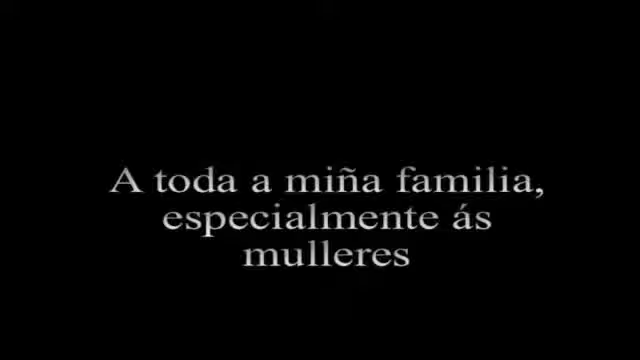 A toda a miña familia,
especialmente ás
mulleres